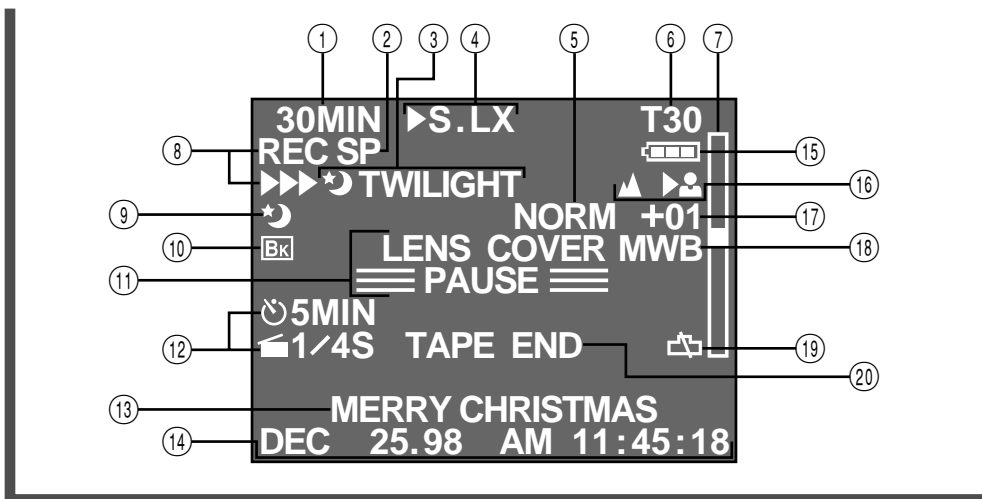 ① ② ③ ④ ⑤ ⑥ ⑦
30MIN ▶S.LX T30
⑧ REC SP ⑮
▶▶▶ TWILIGHT ⑯
⑨ NORM +01 ⑰
⑩ BK LENS COVER MWB ⑱
⑪ PAUSE
5MIN
⑫ 1/4S TAPE END ⑲
⑳
⑬ MERRY CHRISTMAS
⑭ DEC 25.98 AM 11:45:18